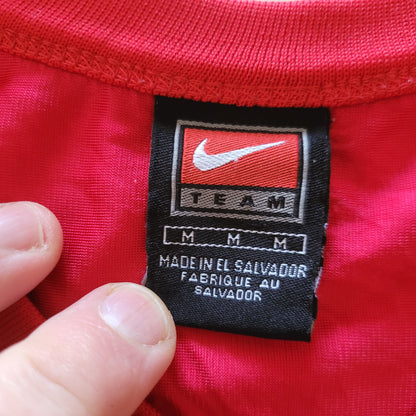 TEAM
M M M
MADE IN EL SALVADOR
FABRIQUE AU
SALVADOR